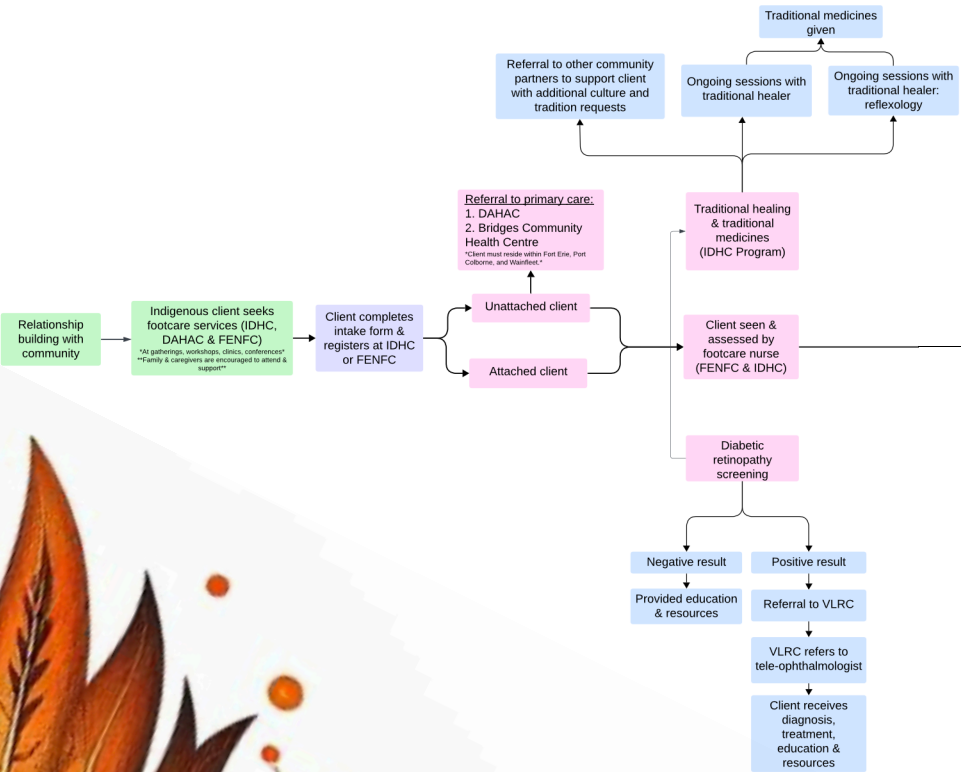 Traditional medicines
given
Referral to other community
partners to support client
with additional culture and
tradition requests
Ongoing sessions with
traditional healer
Ongoing sessions with
traditional healer:
reflexology
Referral to primary care:
1. DAHAC
2. Bridges Community
Health Centre
*Client must reside within Fort Erie, Port
Colborne, and Wainfleet.*
Traditional healing
& traditional
medicines
(IDHC Program)
Relationship
building with
community
Indigenous client seeks
footcare services (IDHC,
DAHAC & FENFC)
*At gatherings, workshops, clinics, conferences*
**Family & caregivers are encouraged to attend &
support**
Client completes
intake form &
registers at IDHC
or FENFC
Unattached client
Attached client
Client seen &
assessed by
footcare nurse
(FENFC & IDHC)
Diabetic
retinopathy
screening
Negative result
Provided education
& resources
Positive result
Referral to VLRC
VLRC refers to
tele-ophthalmologist
Client receives
diagnosis,
treatment,
education &
resources